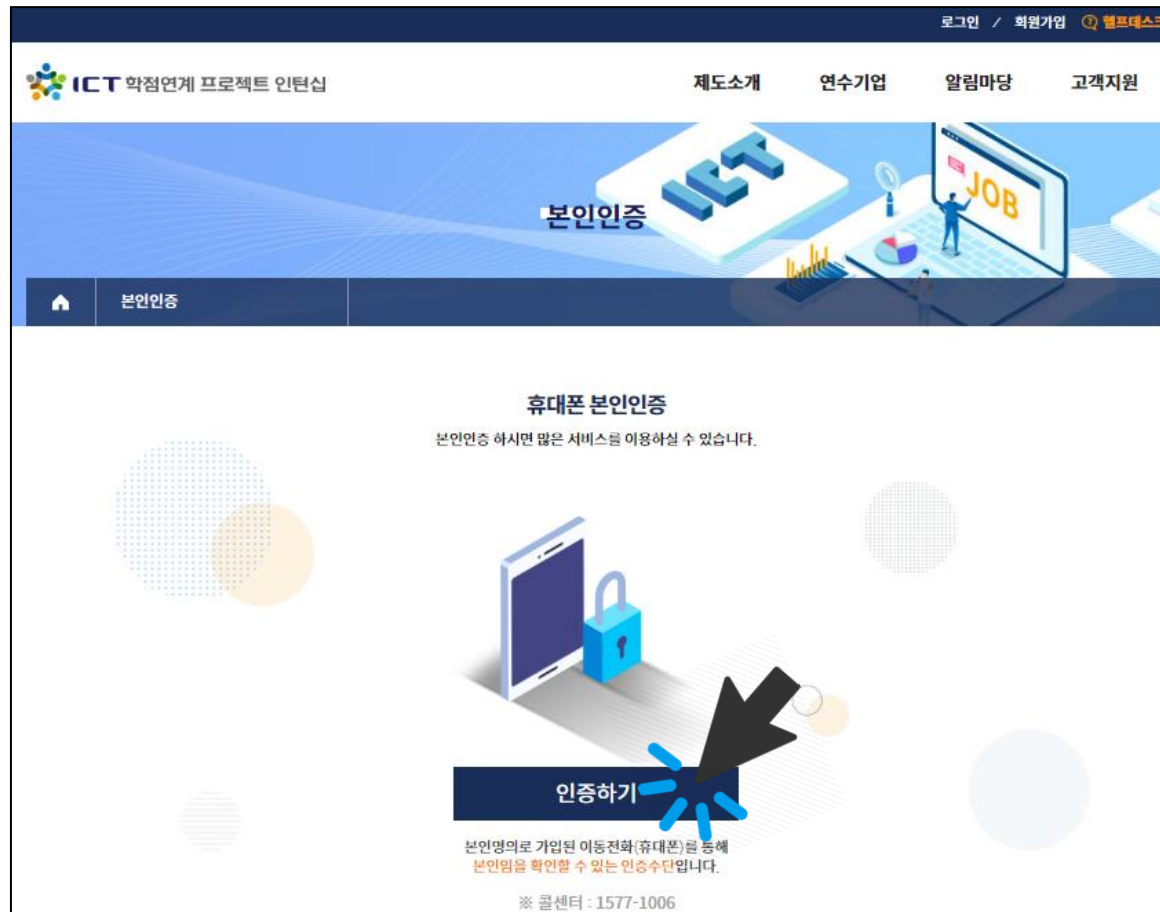 로그인 / 회원가입 헬프데스크
ICT 학점연계 프로젝트 인턴십
제도소개 연수기업 알림마당 고객지원
ICT
JOB
본인인증
본인인증
휴대폰 본인인증
본인인증 하시면 많은 서비스를 이용하실 수 있습니다.
인증하기
본인명의로 가입된 이동전화(휴대폰)를 통해
본인임을 확인할 수 있는 인증수단입니다.
※ 콜센터 : 1577-1006